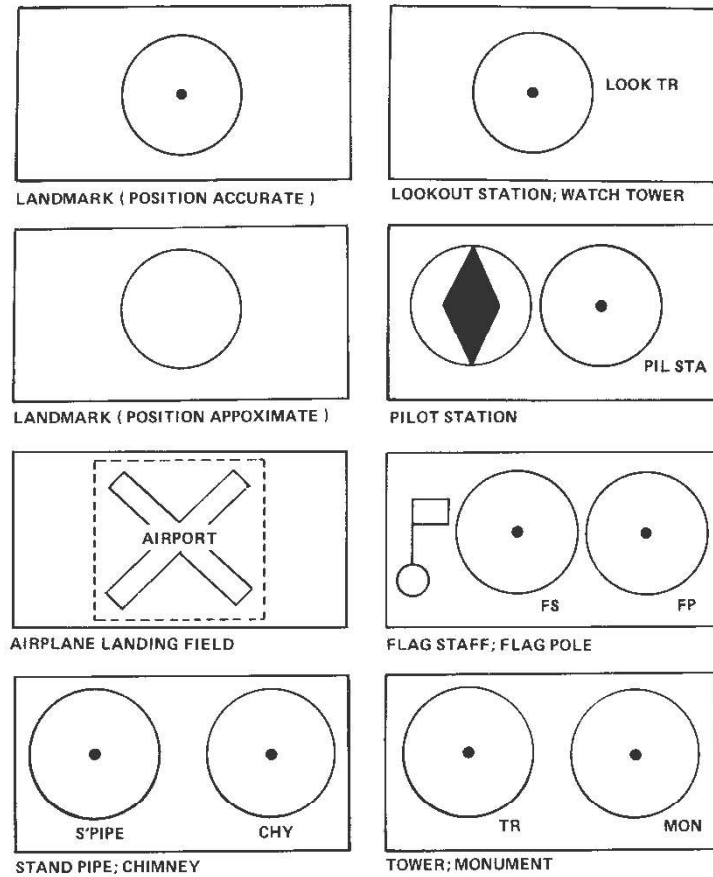 LANDMARK ( POSITION ACCURATE )
LOOK TR
LOOKOUT STATION; WATCH TOWER
LANDMARK ( POSITION APPOXIMATE )
PIL STA
PILOT STATION
AIRPORT
AIRPLANE LANDING FIELD
FS FP
FLAG STAFF; FLAG POLE
S'PIPE CHY
STAND PIPE; CHIMNEY
TR MON
TOWER; MONUMENT